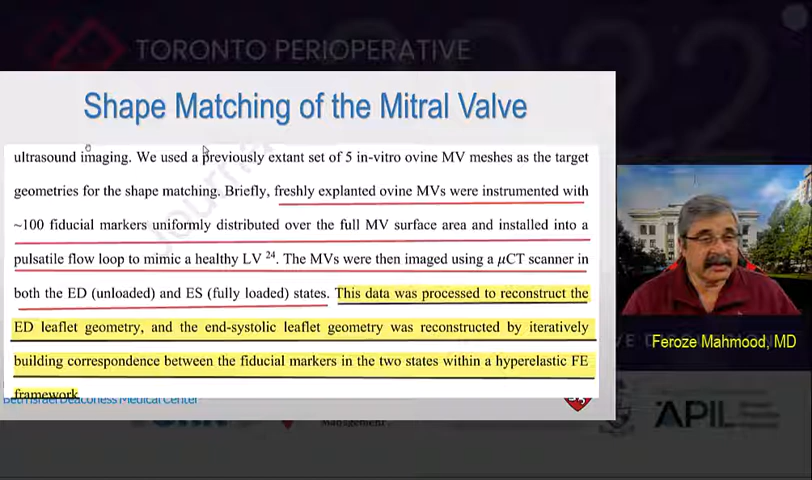 TORONTO PERIOPERATIVE
2022
Shape Matching of the Mitral Valve
ultrasound imaging. We used a previously extant set of 5 in-vitro ovine MV meshes as the target
geometries for the shape matching. Briefly, freshly explanted ovine MVs were instrumented with
~100 fiducial markers uniformly distributed over the full MV surface area and installed into a
pulsatile flow loop to mimic a healthy LV 24. The MVs were then imaged using a μCT scanner in
both the ED (unloaded) and ES (fully loaded) states. This data was processed to reconstruct the
ED leaflet geometry, and the end-systolic leaflet geometry was reconstructed by iteratively
building correspondence between the fiducial markers in the two states within a hyperelastic FE
framework
Beth Israel Deaconess Medical Center
Feroze Mahmood, MD
Management
APIL